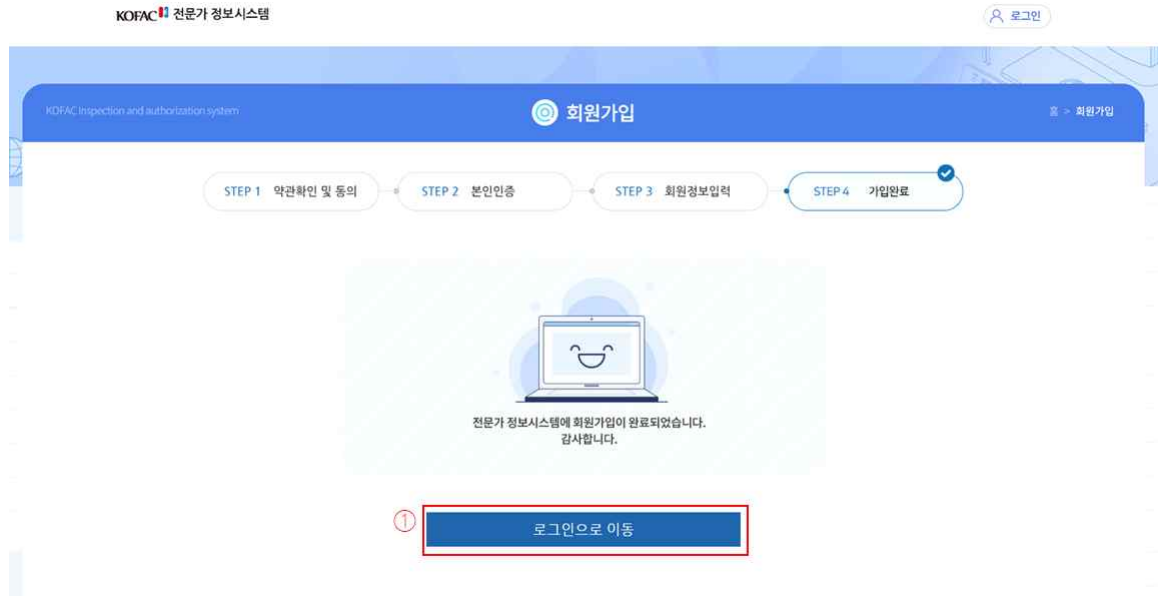 KOFAC 전문가 정보시스템
로그인
KOFAC Inspection and authorization system
회원가입
홈 > 회원가입
STEP 1 약관확인 및 동의
STEP 2 본인인증
STEP 3 회원정보입력
STEP 4 가입완료
전문가 정보시스템에 회원가입이 완료되었습니다.
감사합니다.
①
로그인으로 이동